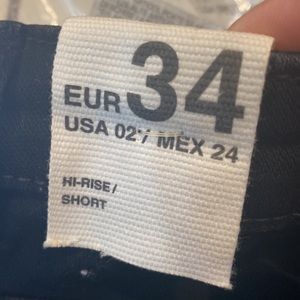 EUR 34
USA 02/ MEX 24
HI-RISE/
SHORT